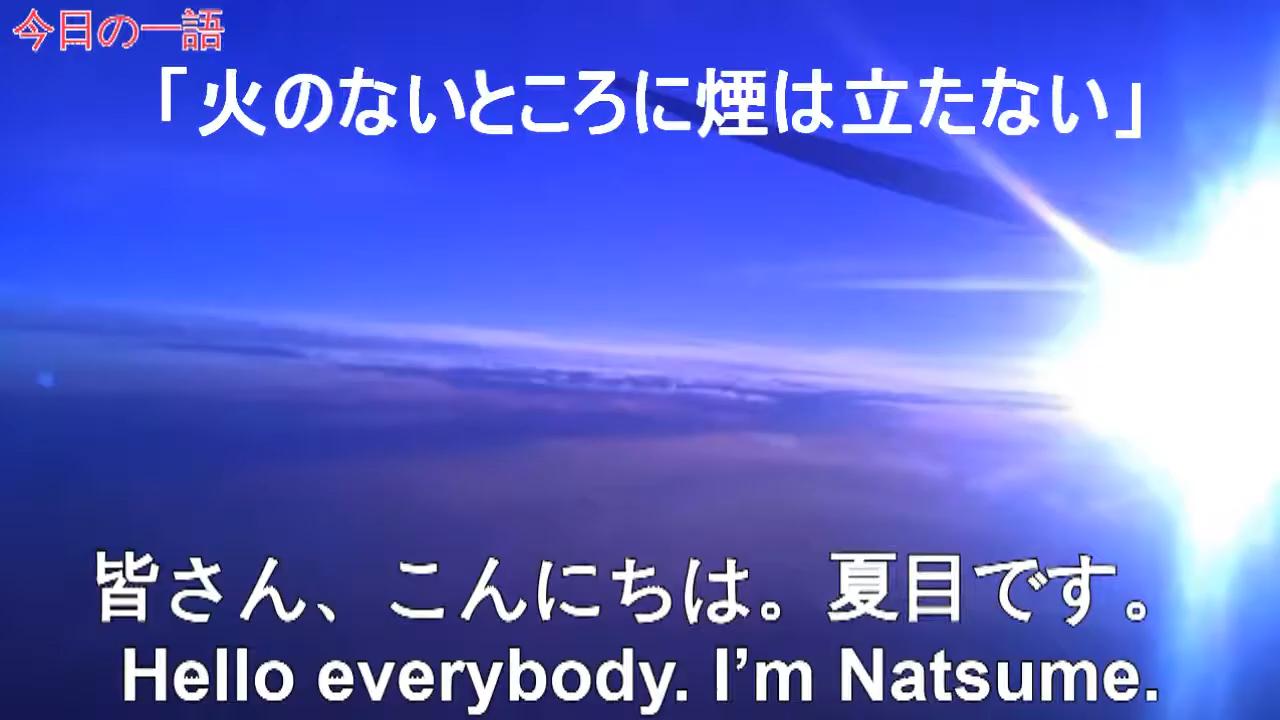 今日の一語
「火のないところに煙は立たない」
皆さん、こんにちは。夏目です。
Hello everybody. I’m Natsume.